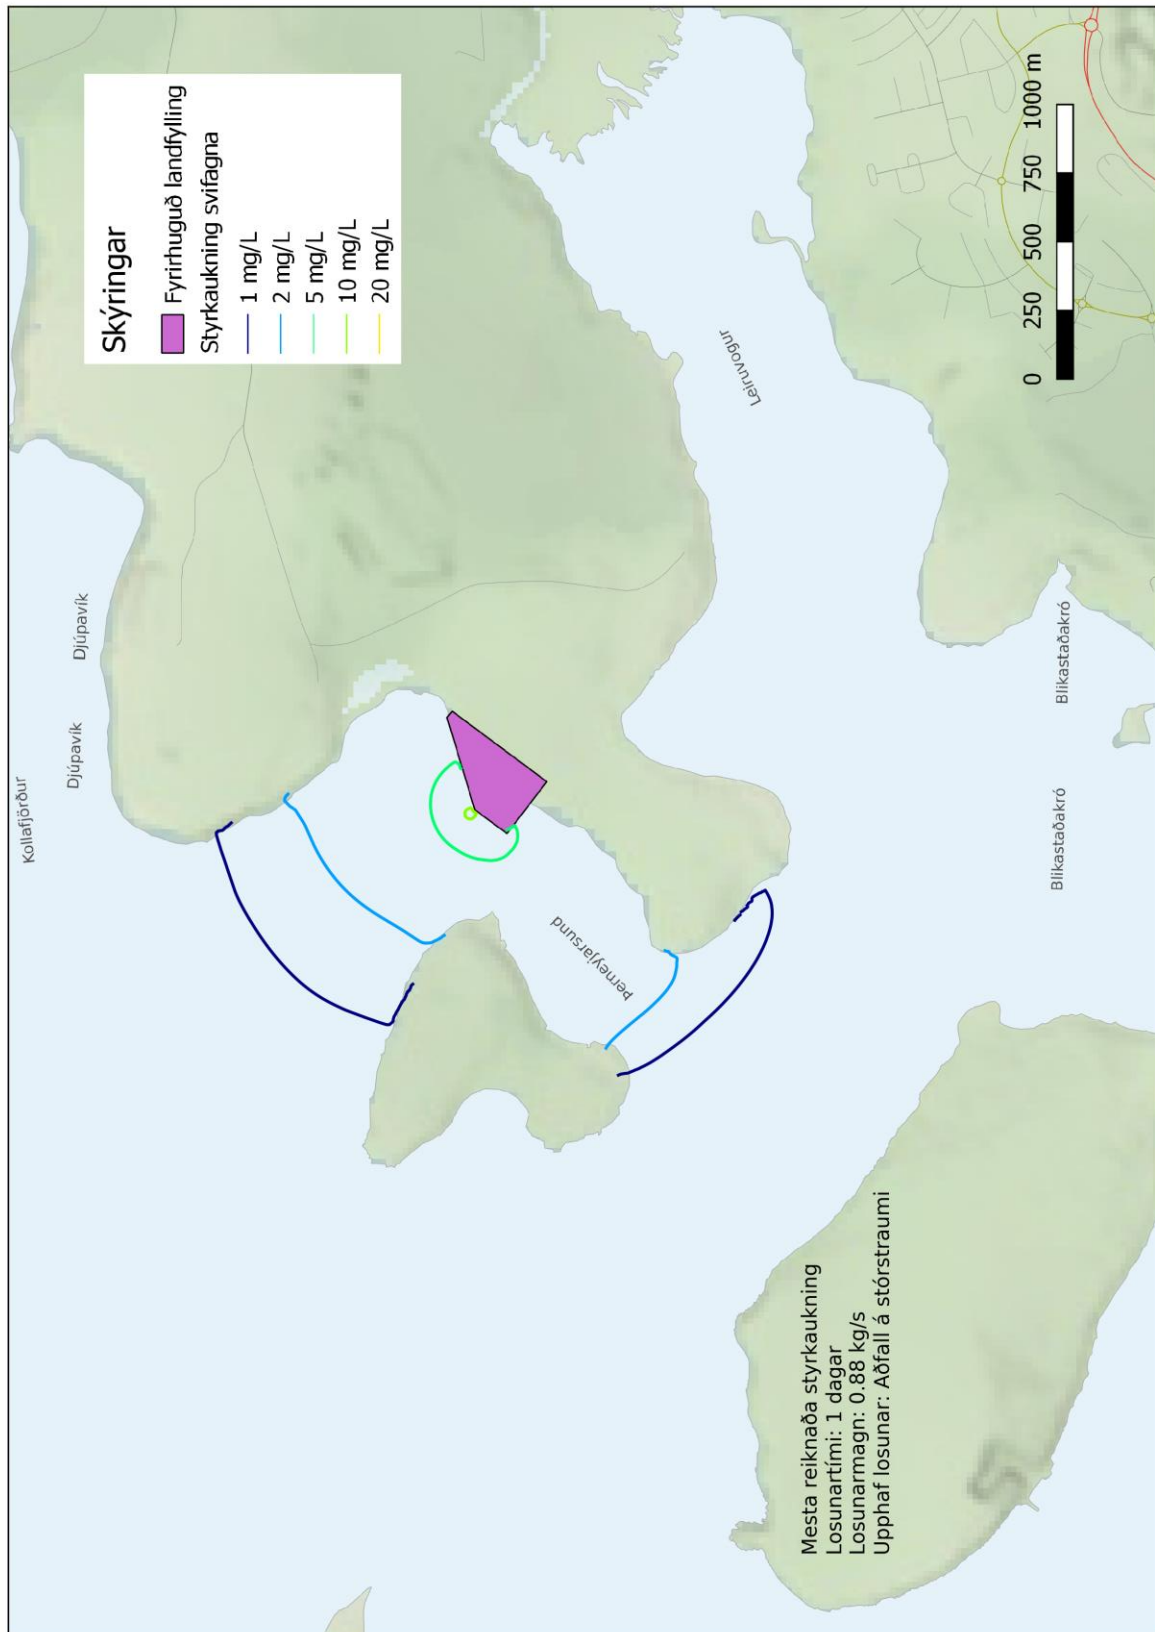 Skýringar
Fyrirhuguð landfylling
Styrkaukning svifagna
1 mg/L
2 mg/L
5 mg/L
10 mg/L
20 mg/L
Kollafjörður
Djúpavík
Djúpavík
Þerneyjarsund
Leiruvogur
Blikastaðakró
Blikastaðakró
0 250 500 750 1000 m
Mesta reiknaða styrkaukning
Losunartími: 1 dagar
Losunarmagn: 0.88 kg/s
Upphaf losunar: Aðfall á stórstraumi